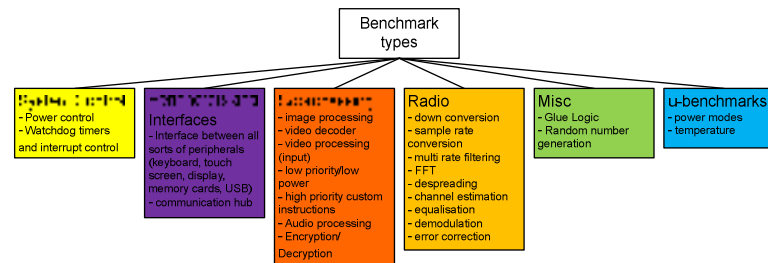 Benchmark
types
- Power control
- Watchdog timers
and interrupt control
Interfaces
- Interface between all
sorts of peripherals
(keyboard, touch
screen, display,
memory cards, USB)
- communication hub
- image processing
- video decoder
- video processing
(input)
- low priority/low
power
- high priority custom
instructions
- Audio processing
- Encryption/
Decryption
Radio
- down conversion
- sample rate
conversion
- multi rate filtering
- FFT
- despreading
- channel estimation
- equalisation
- demodulation
- error correction
Misc
- Glue Logic
- Random number
generation
u-benchmarks
- power modes
- temperature